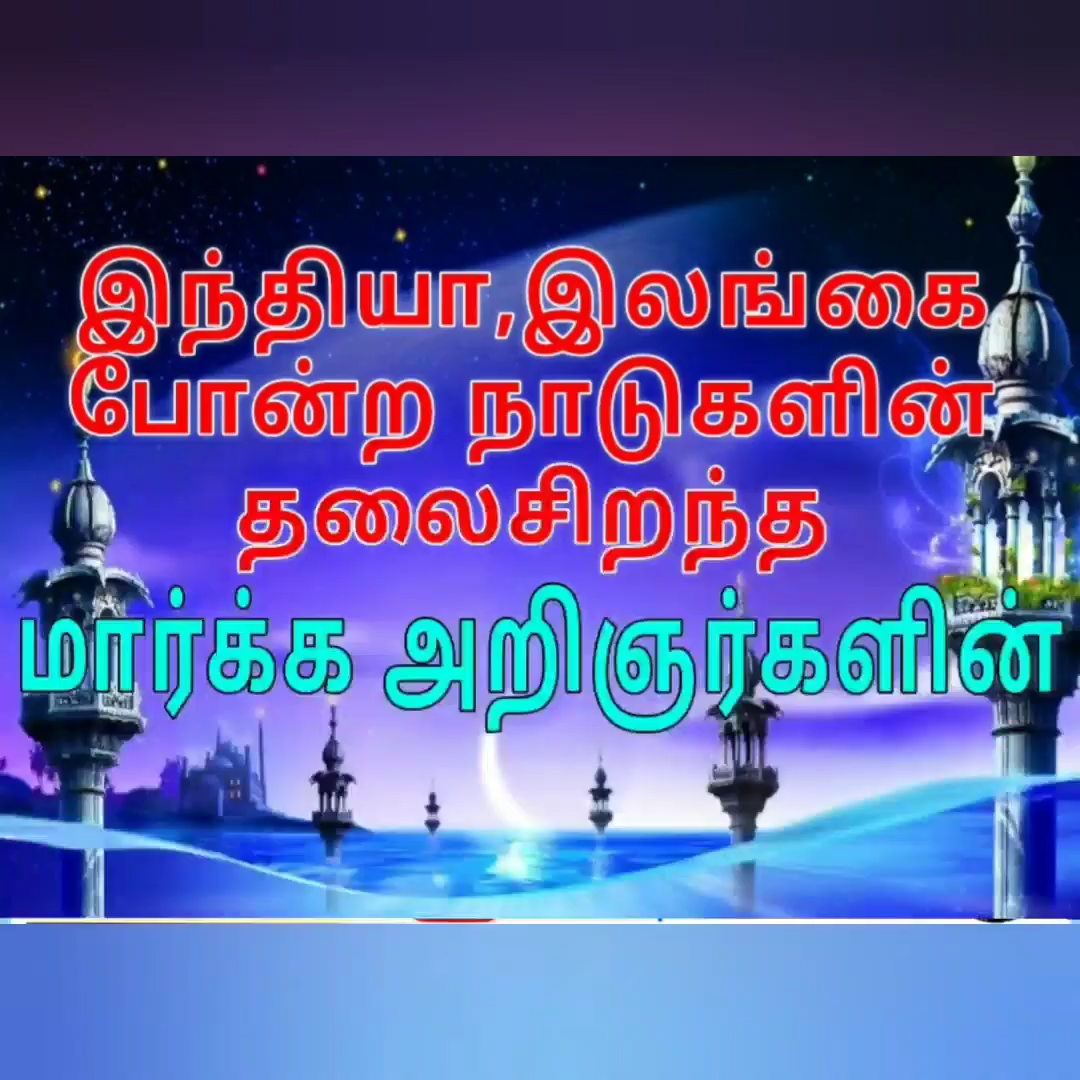 இந்தியா,இலங்கை
போன்ற நாடுகளின்
தலைசிறந்த
மார்க்க அறிஞர்களின்